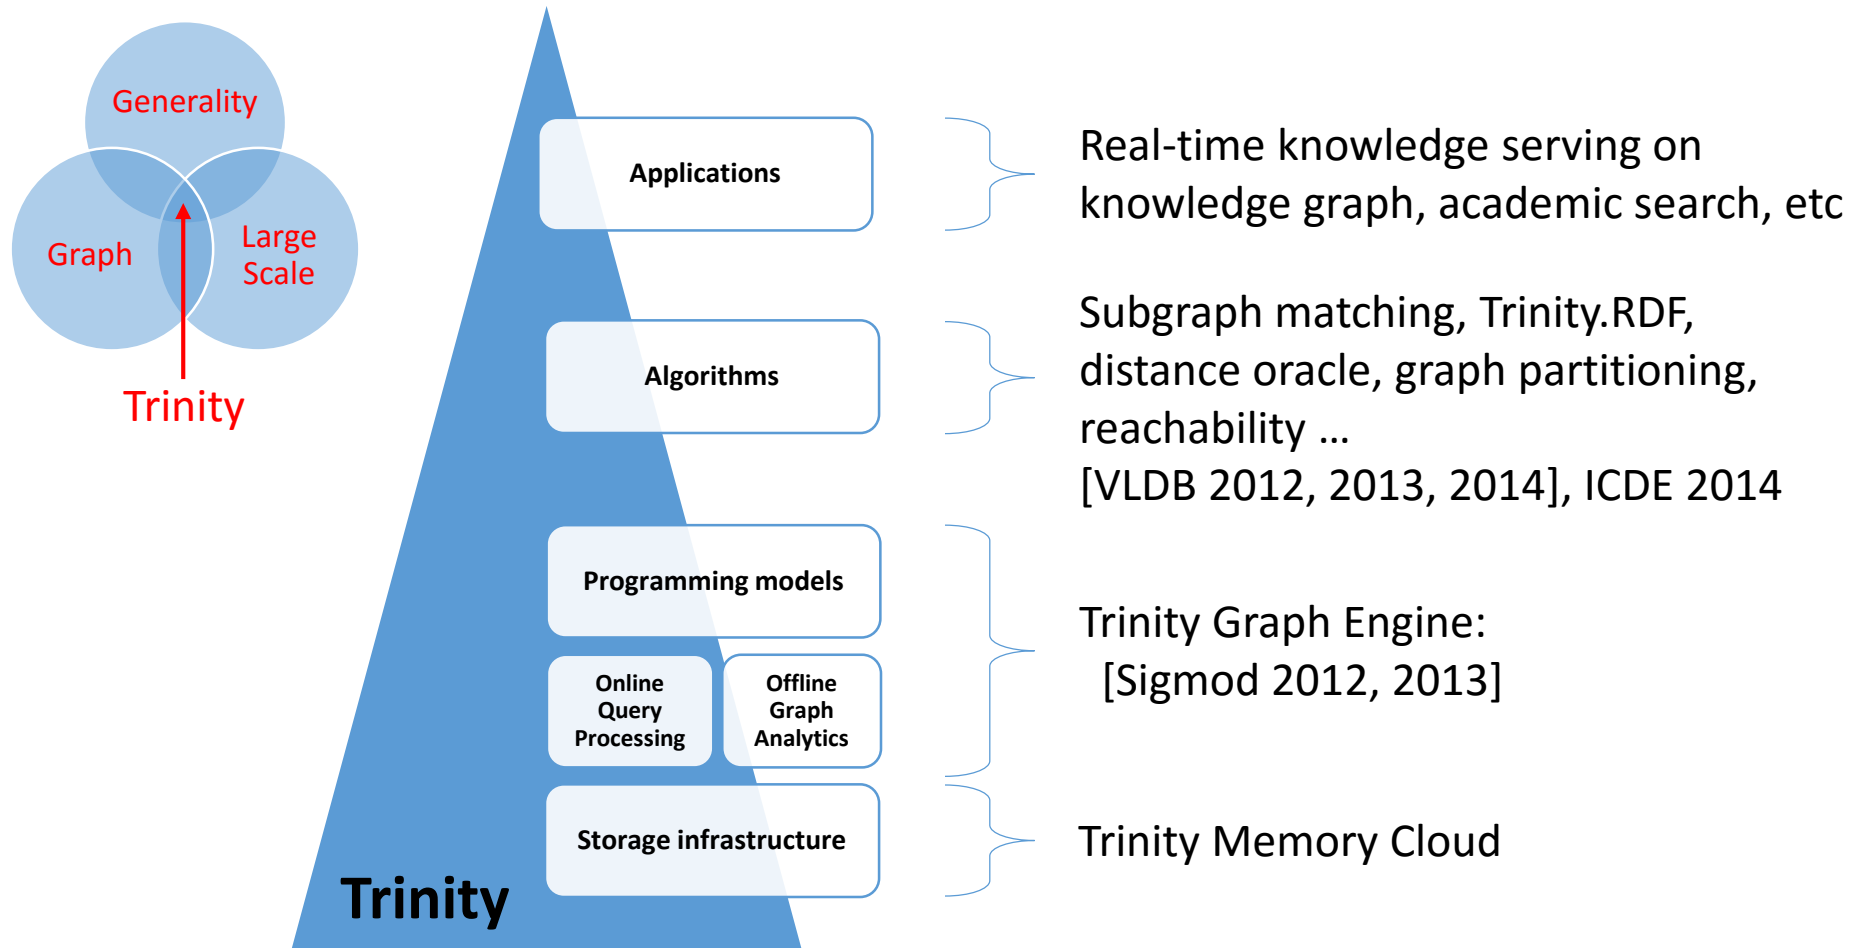 Generality
Graph
Large
Scale
Trinity
Applications
Real-time knowledge serving on
knowledge graph, academic search, etc
Algorithms
Subgraph matching, Trinity.RDF,
distance oracle, graph partitioning,
reachability ...
[VLDB 2012, 2013, 2014], ICDE 2014
Programming models
Online
Query
Processing
Offline
Graph
Analytics
Trinity Graph Engine:
[Sigmod 2012, 2013]
Storage infrastructure
Trinity Memory Cloud
Trinity